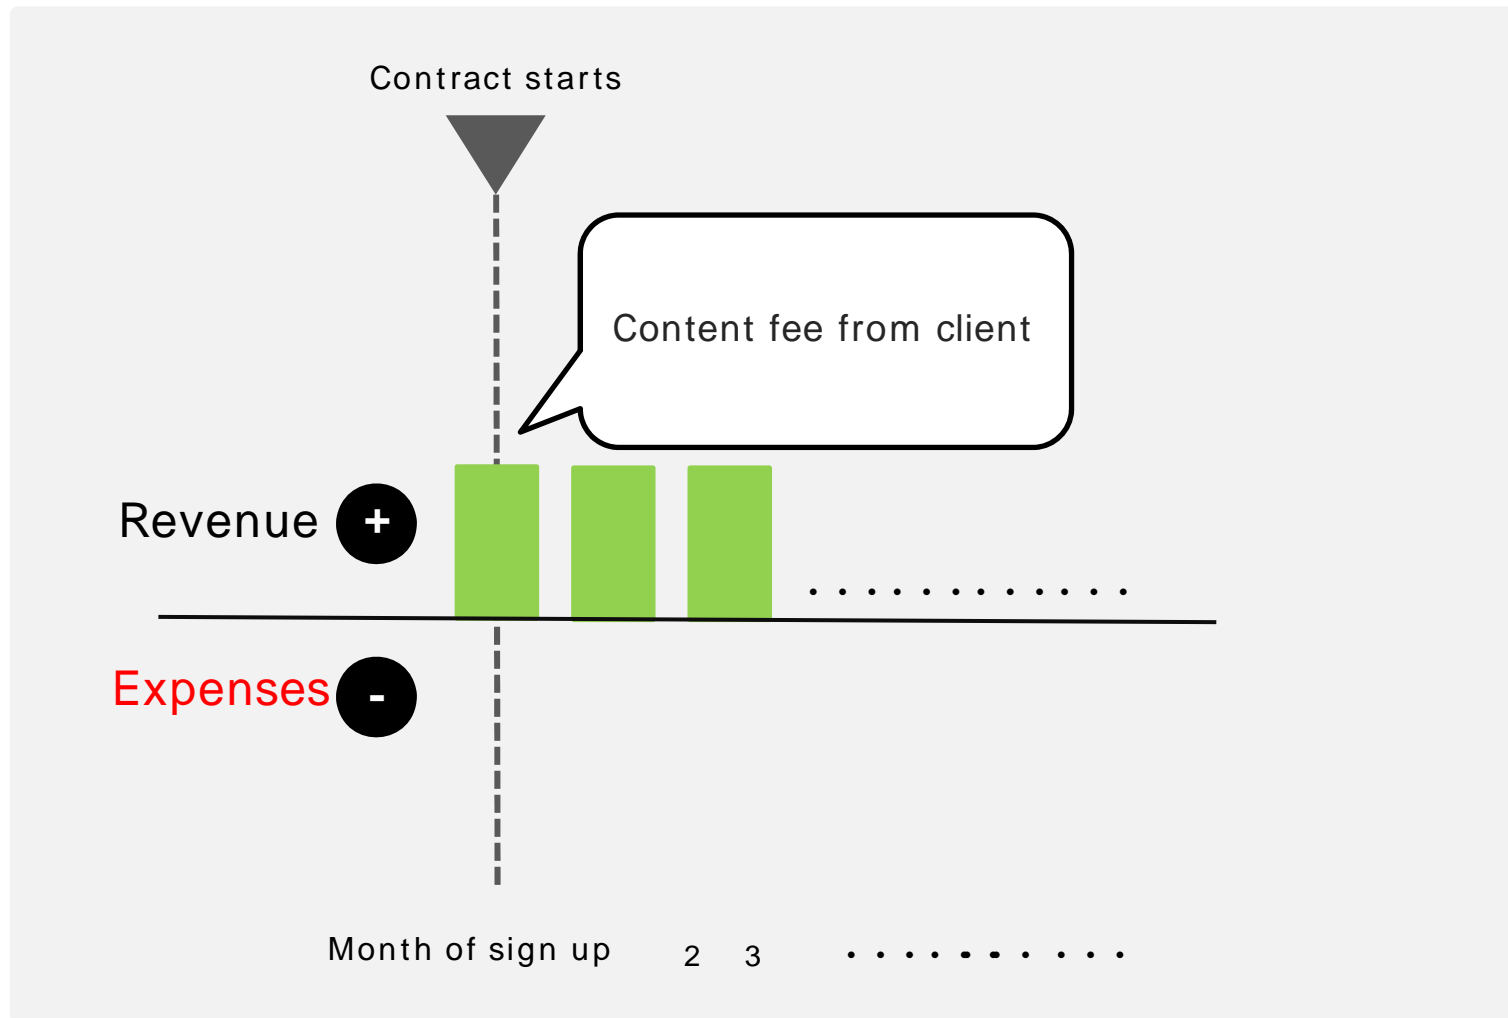 Contract starts
Content fee from client
Revenue +
Expenses -
Month of sign up 2 3 . . . . . . . . . .